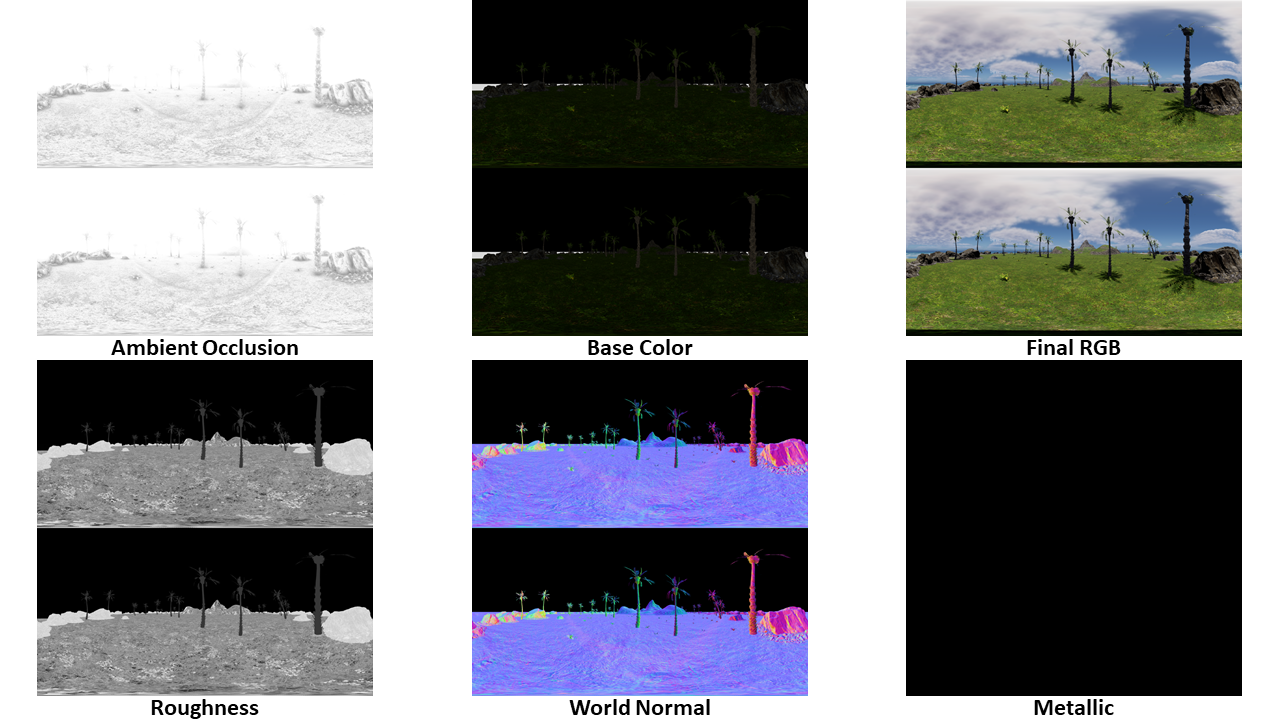 Ambient Occlusion
Base Color
Final RGB
Roughness
World Normal
Metallic